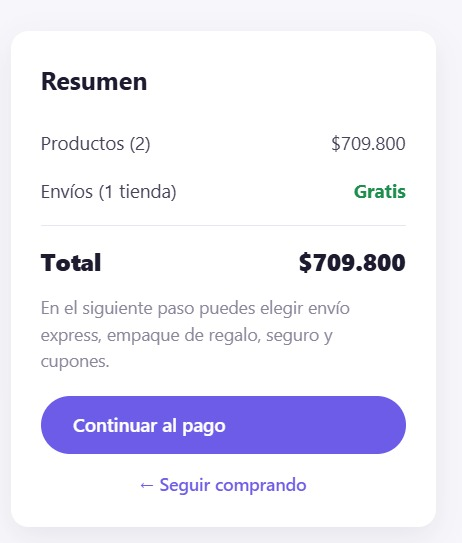 Resumen
Productos (2) $709.800
Envíos (1 tienda) Gratis
Total $709.800
En el siguiente paso puedes elegir envío
express, empaque de regalo, seguro y
cupones.
Continuar al pago
← Seguir comprando